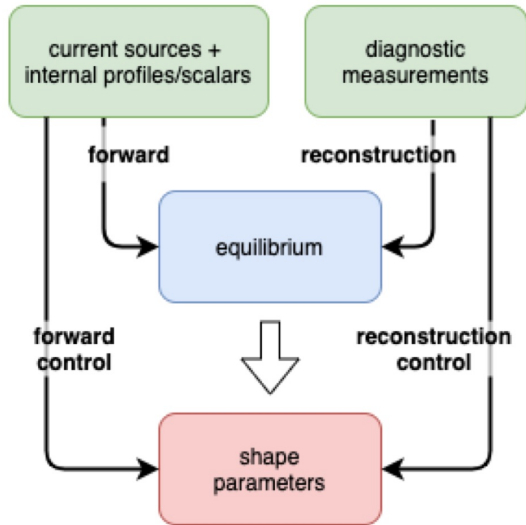 current sources +
internal profiles/scalars
diagnostic
measurements
forward
reconstruction
equilibrium
forward
control
reconstruction
control
shape
parameters